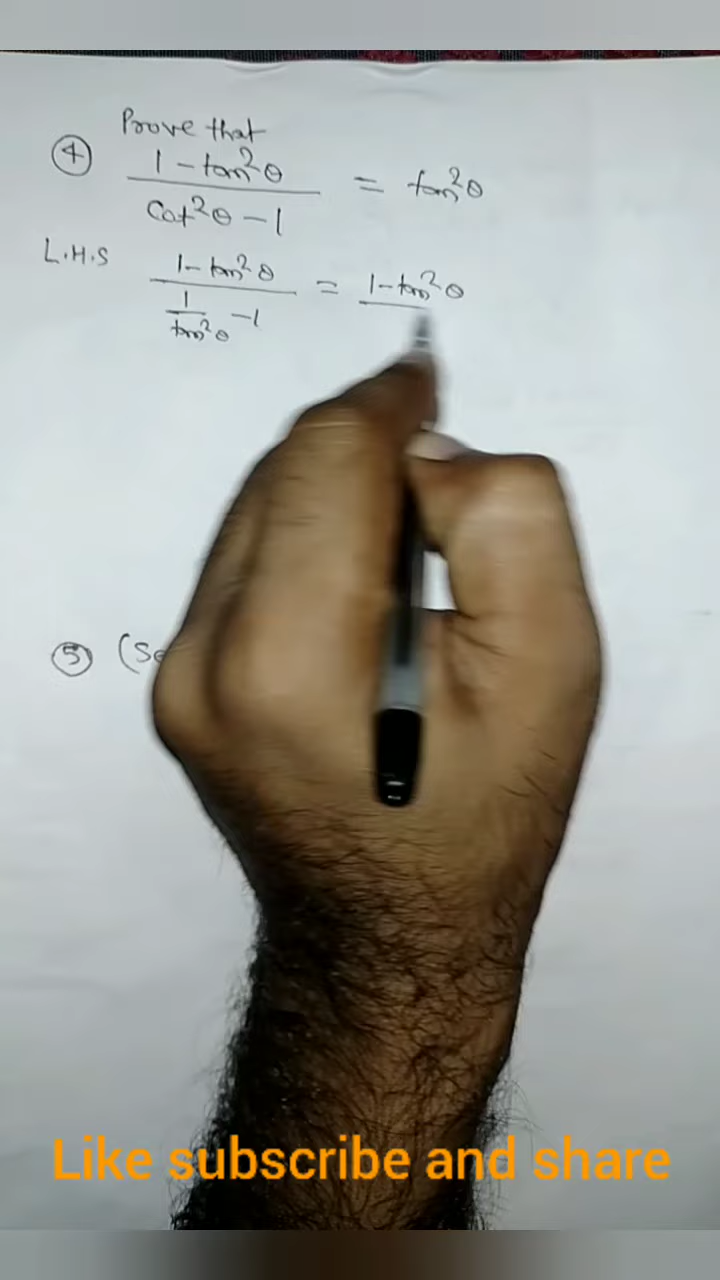 Prove that
④ 1 - tan²θ / Cot²θ - 1 = tan²θ
L.H.S 1 - tan²θ / 1/tan²θ - 1 = 1 - tan²θ
⑤ (Se
Like subscribe and share